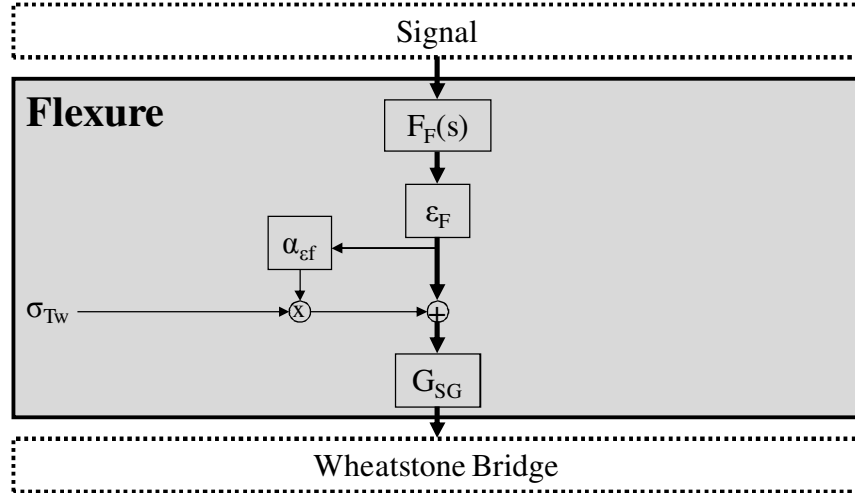 Signal
Flexure
F_F(s)
ε_F
α_εf
σ_Tw
x
+
G_SG
Wheatstone Bridge